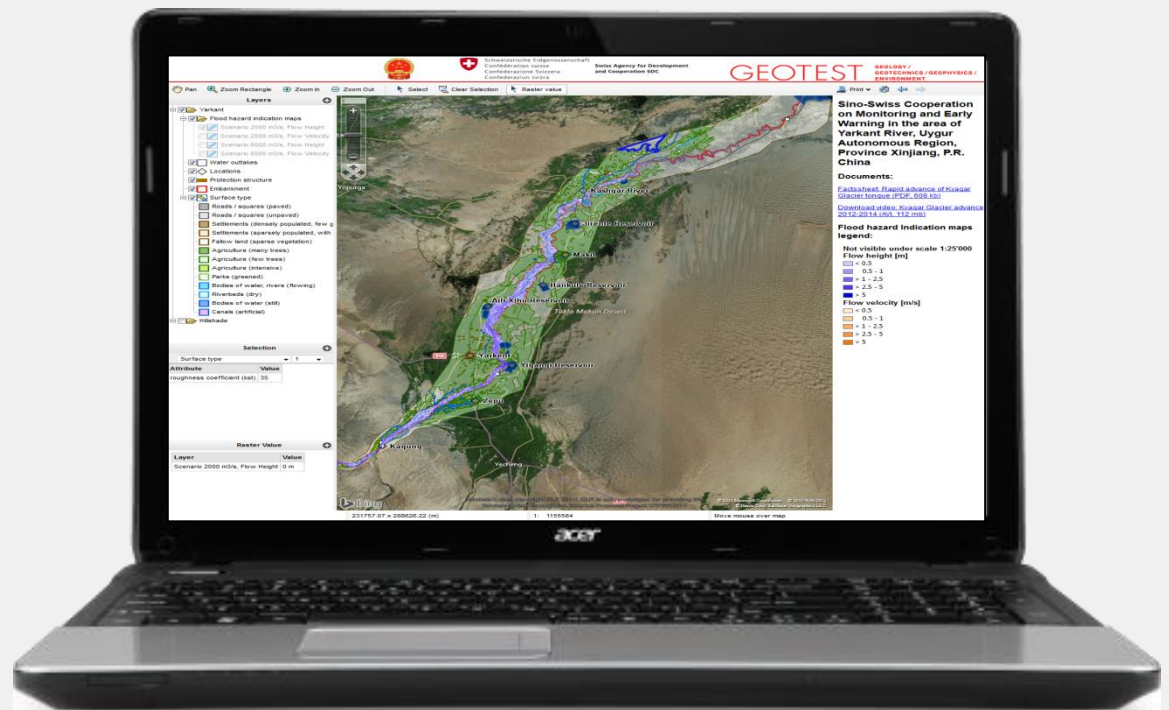 Schweizerische Eidgenossenschaft
Confédération suisse
Confederazione Svizzera
Confederaziun svizra
Swiss Agency for Development
and Cooperation SDC
GEOTEST
GEOLOGY /
GEOTECHNICS / GEOPHYSICS /
ENVIRONMENT
Pan Zoom Rectangle Zoom In Zoom Out Select Clear Selection Raster value
Print
Layers
Yarkant
Flood hazard indication maps
Scenario 2000 m3/s, Flow Height
Scenario 2000 m3/s, Flow Velocity
Scenario 6000 m3/s, Flow Height
Scenario 6000 m3/s, Flow Velocity
Water outtakes
Locations
Protection structure
Embankment
Surface type
Roads / squares (paved)
Roads / squares (unpaved)
Settlements (densely populated, few g
Settlements (sparsely populated, with
Fallow land (sparse vegetation)
Agriculture (many trees)
Agriculture (few trees)
Agriculture (intensive)
Parks (greened)
Bodies of water, rivers (flowing)
Riverbeds (dry)
Bodies of water (still)
Canals (artificial)
Hillshade
Selection
Surface type 1
Attribute Value
roughness coefficient (kst) 35
Raster Value
Layer Value
Scenario 2000 m3/s, Flow Height 0 m
Kashgar River
Makit
Takla Makan Desert
Yarkent
Yiganqi Reservoir
Zepu
Kaqung
Yecheng
bing
231757.07 x 288626.22 (m)
1: 1155584
Move mouse over map
Sino-Swiss Cooperation
on Monitoring and Early
Warning in the area of
Yarkant River, Uygur
Autonomous Region,
Province Xinjiang, P.R.
China
Documents:
Factssheet: Rapid advance of Kyagar
Glacier tongue (PDF, 608 kb)
Download video: Kyagar Glacier advance
2012-2014 (AVI, 112 mb)
Flood hazard Indication maps
legend:
Not visible under scale 1:25'000
Flow height [m]
< 0.5
0.5 - 1
> 1 - 2.5
> 2.5 - 5
> 5
Flow velocity [m/s]
< 0.5
0.5 - 1
> 1 - 2.5
> 2.5 - 5
> 5
acer